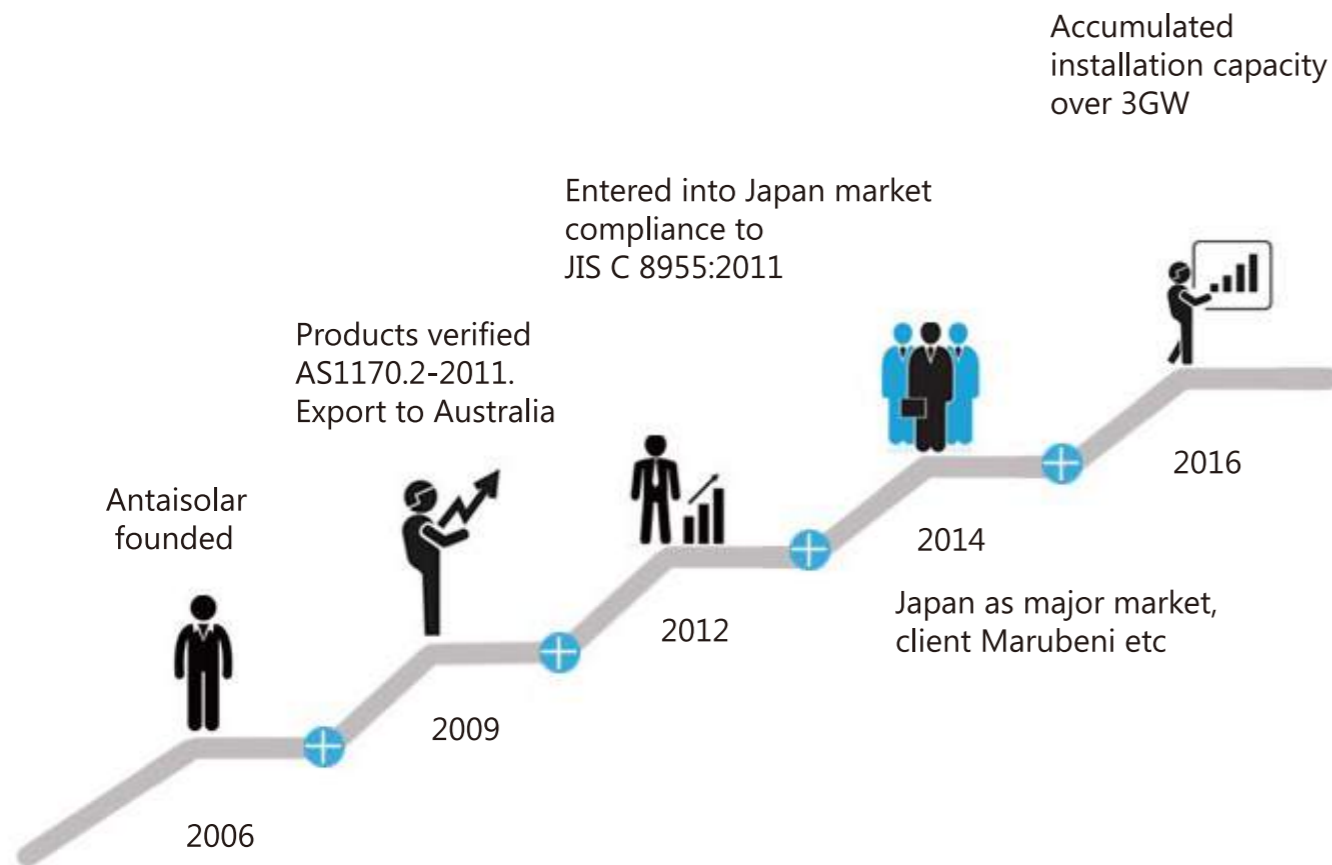 Antaisolar
founded
2006
Products verified
AS1170.2-2011.
Export to Australia
2009
Entered into Japan market
compliance to
JIS C 8955:2011
2012
2014
Japan as major market,
client Marubeni etc
Accumulated
installation capacity
over 3GW
2016